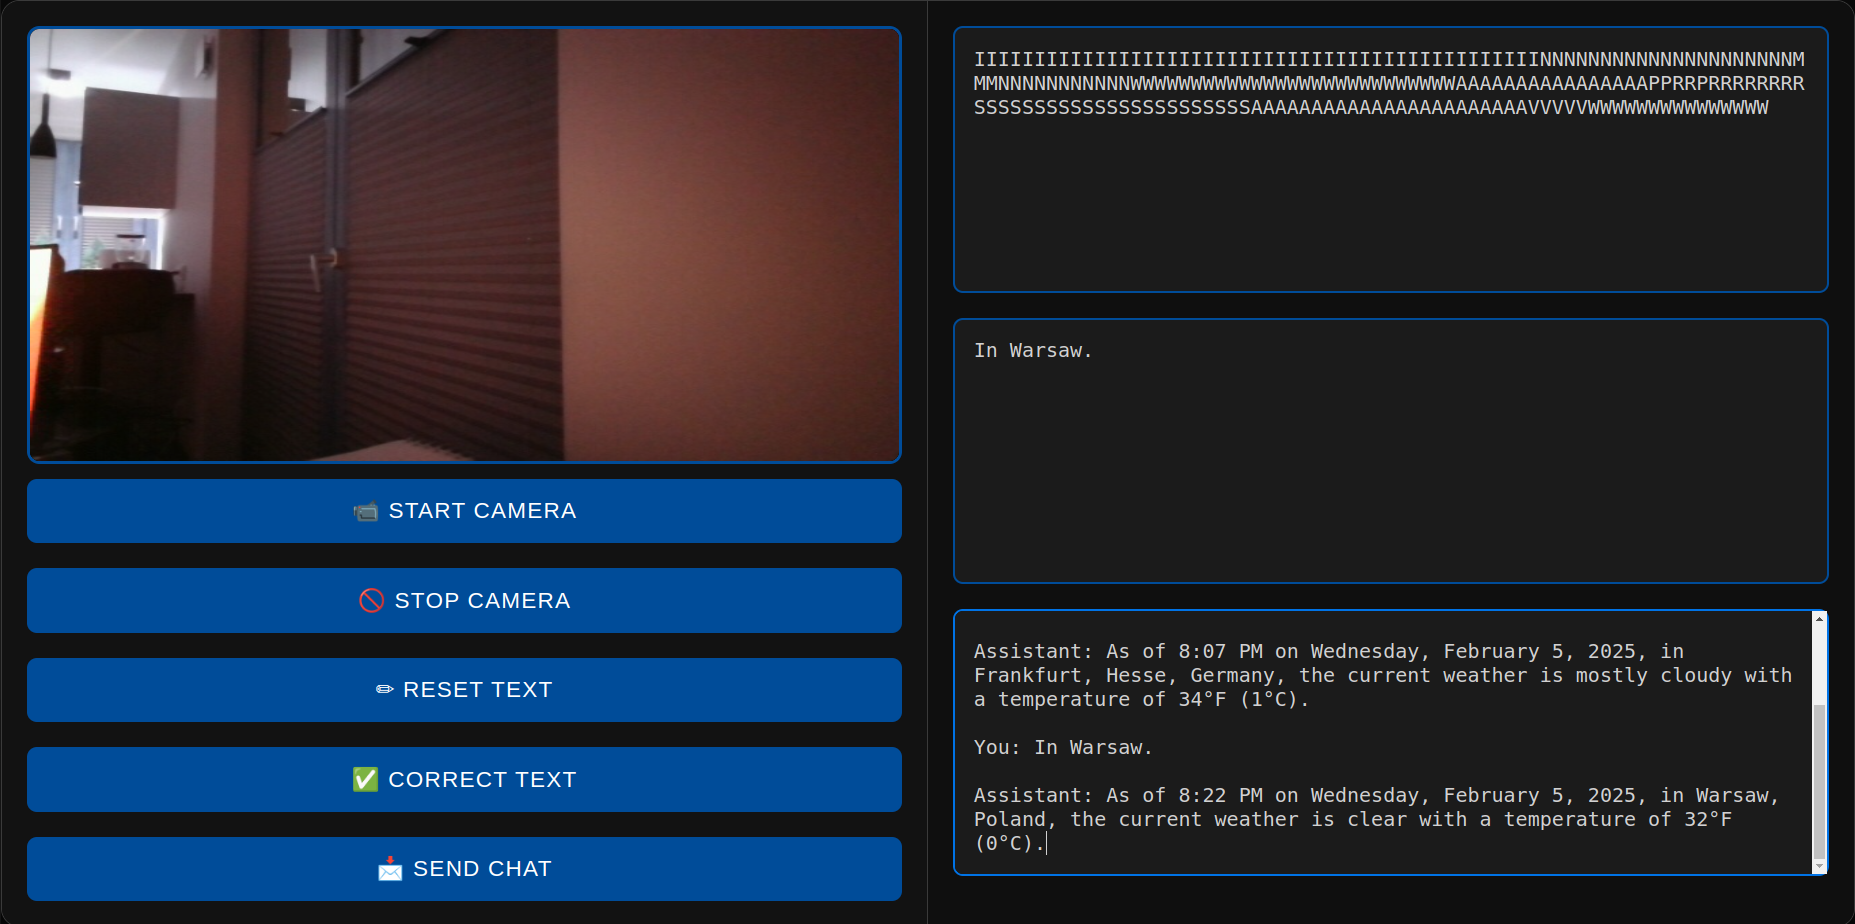 IIIIIIIIIIIIIIIIIIIIIIIIIIIIIIIIIIIIIIIIIIIIIIINNNNNNNNNNNNNNNNNNNNNM
MMNNNNNNNNNNNWWWWWWWWWWWWWWWWWWWWWWWWWWWAAAAAAAAAAAAAAAAPPRRPRRRRRRRR
SSSSSSSSSSSSSSSSSSSSSSSAAAAAAAAAAAAAAAAAAAAAAAVVVVVWWWWWWWWWWWWWWW
In Warsaw.
Assistant: As of 8:07 PM on Wednesday, February 5, 2025, in
Frankfurt, Hesse, Germany, the current weather is mostly cloudy with
a temperature of 34°F (1°C).
You: In Warsaw.
Assistant: As of 8:22 PM on Wednesday, February 5, 2025, in Warsaw,
Poland, the current weather is clear with a temperature of 32°F
(0°C).
START CAMERA
STOP CAMERA
RESET TEXT
CORRECT TEXT
SEND CHAT